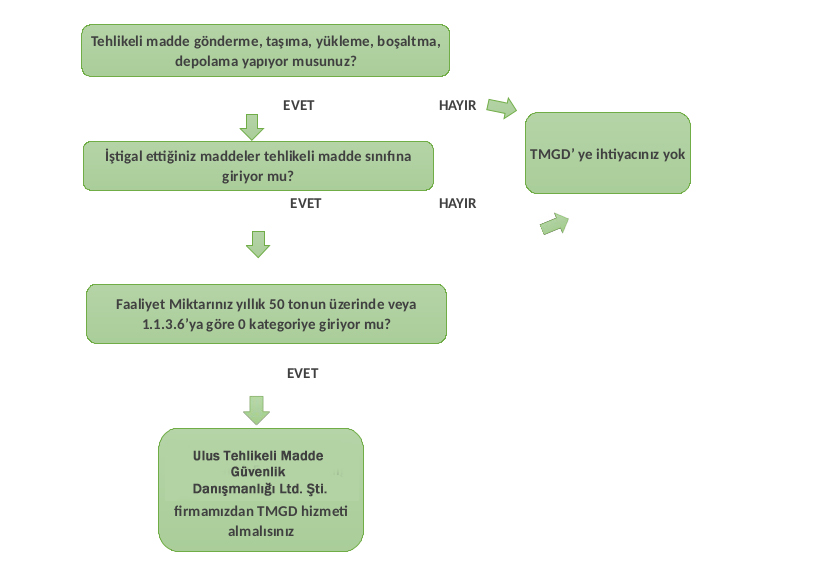 Tehlikeli madde gönderme, taşıma, yükleme, boşaltma,
depolama yapıyor musunuz?
EVET
HAYIR
TMGD’ ye ihtiyacınız yok
İştigal ettiğiniz maddeler tehlikeli madde sınıfına
giriyor mu?
EVET
HAYIR
Faaliyet Miktarınız yıllık 50 tonun üzerinde veya
1.1.3.6’ya göre 0 kategoriye giriyor mu?
EVET
Ulus Tehlikeli Madde
Güvenlik
Danışmanlığı Ltd. Şti.
firmamızdan TMGD hizmeti
almalısınız